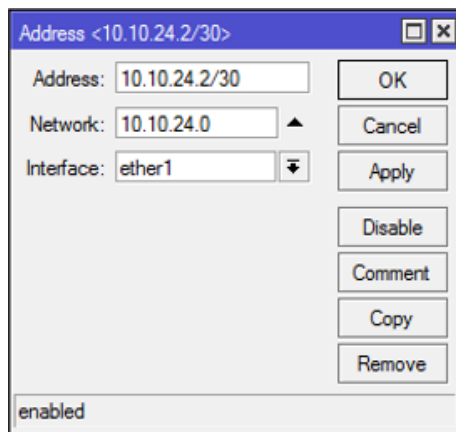 Address <10.10.24.2/30>
Address: 10.10.24.2/30
OK
Network: 10.10.24.0
Cancel
Interface: ether1
Apply
Disable
Comment
Copy
Remove
enabled